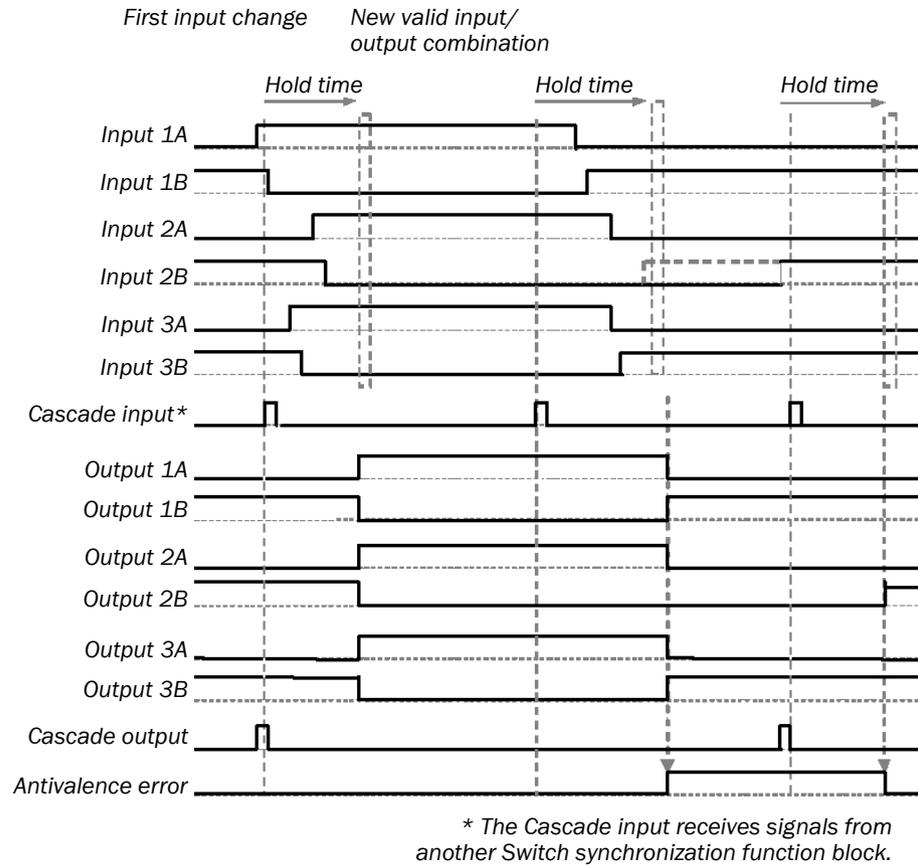 First input change
New valid input/
output combination
Hold time
Hold time
Hold time
Input 1A
Input 1B
Input 2A
Input 2B
Input 3A
Input 3B
Cascade input*
Output 1A
Output 1B
Output 2A
Output 2B
Output 3A
Output 3B
Cascade output
Antivalence error
* The Cascade input receives signals from
another Switch synchronization function block.